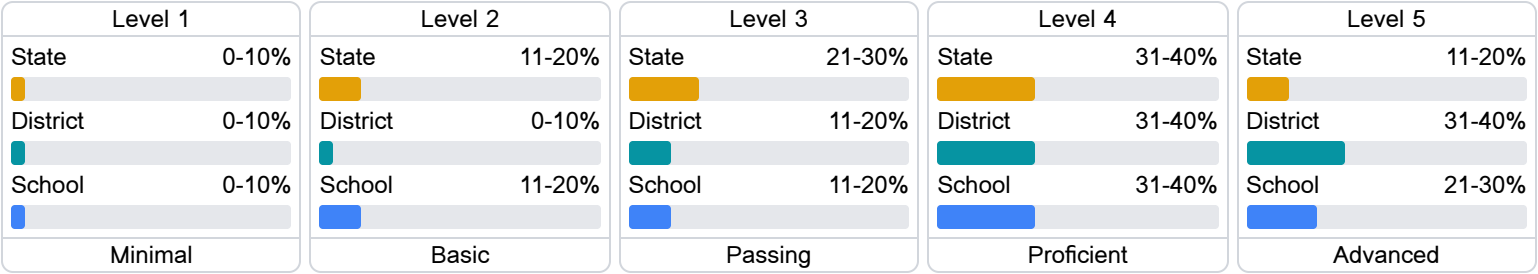 Level 1
State 0-10%
District 0-10%
School 0-10%
Minimal
Level 2
State 11-20%
District 0-10%
School 11-20%
Basic
Level 3
State 21-30%
District 11-20%
School 11-20%
Passing
Level 4
State 31-40%
District 31-40%
School 31-40%
Proficient
Level 5
State 11-20%
District 31-40%
School 21-30%
Advanced